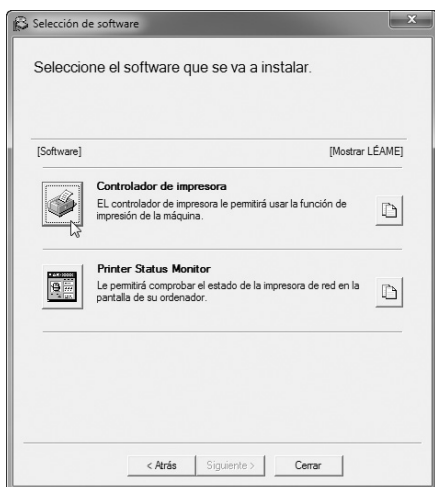 Selección de software
Seleccione el software que se va a instalar.
[Software] [Mostrar LÉAME]
Controlador de impresora
EL controlador de impresora le permitirá usar la función de
impresión de la máquina.
Printer Status Monitor
Le permitirá comprobar el estado de la impresora de red en la
pantalla de su ordenador.
< Atrás Siguiente > Cerrar